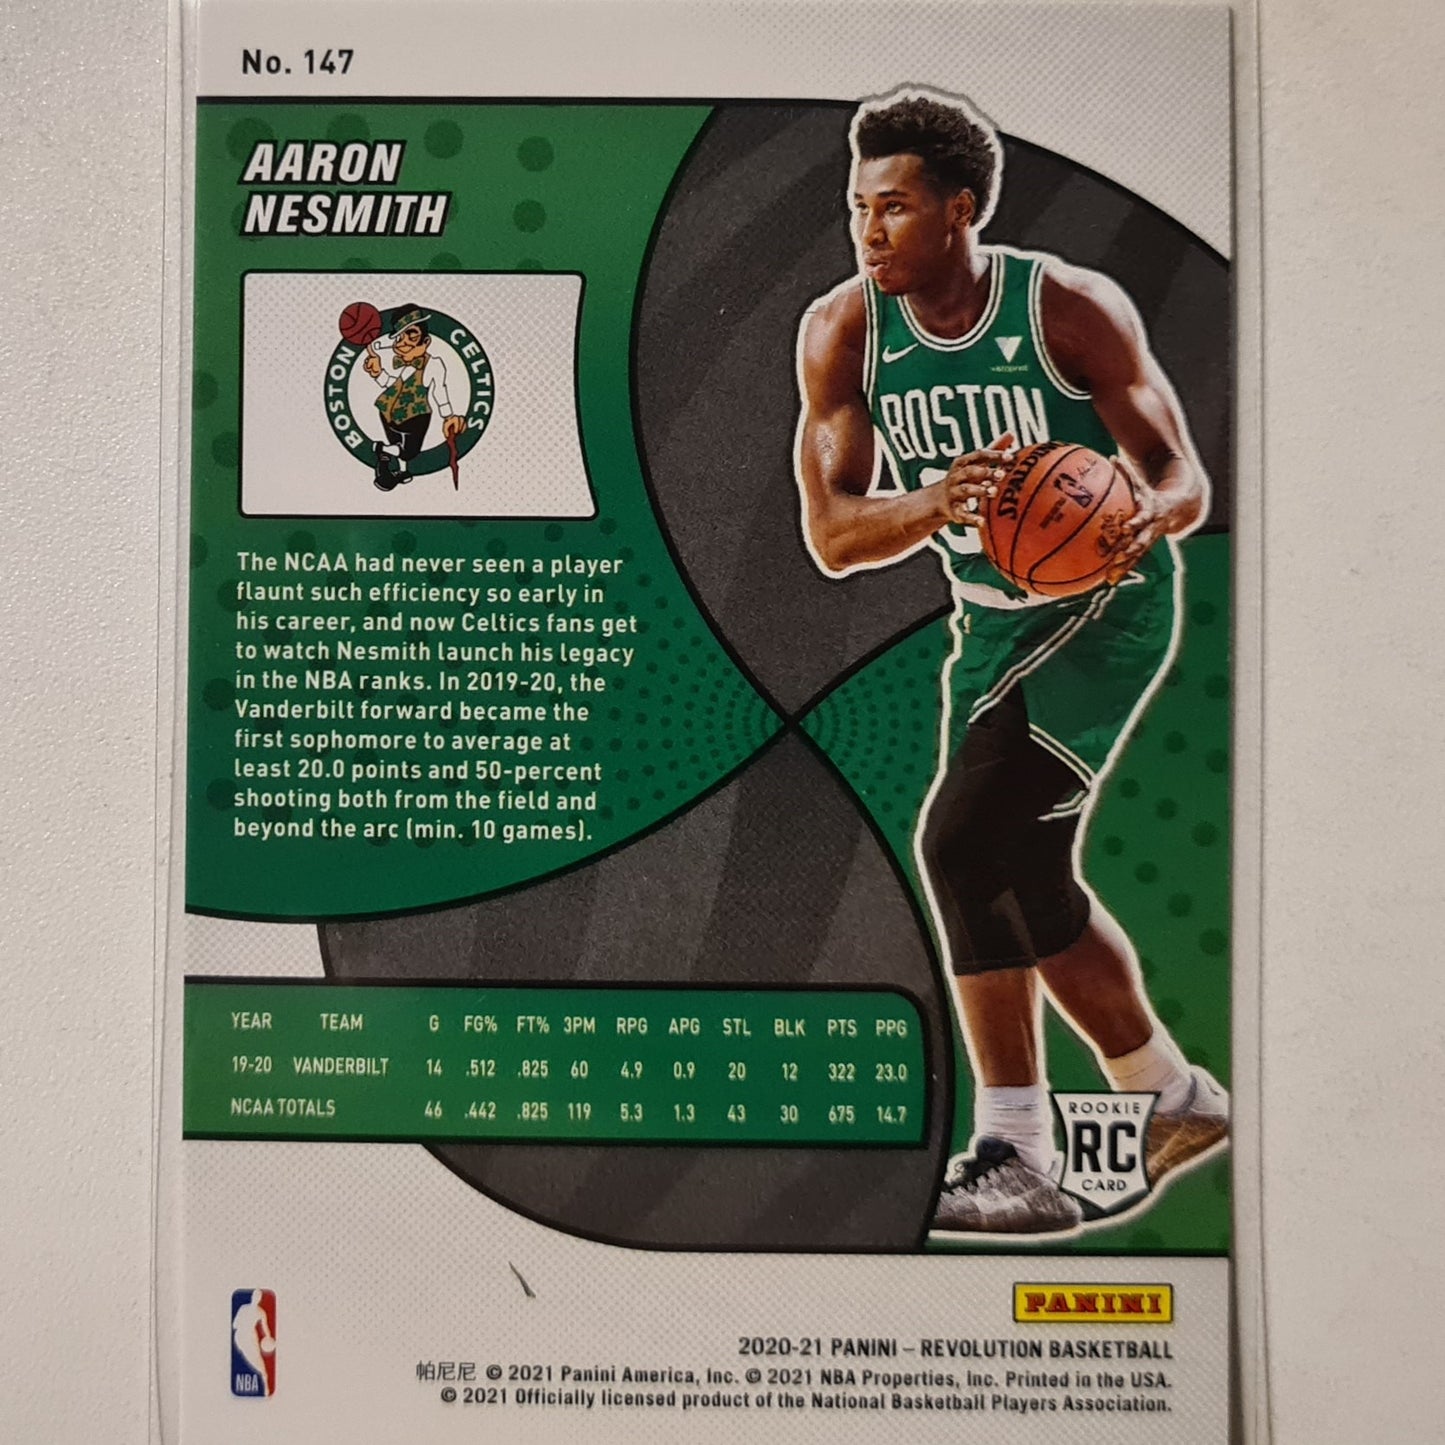 No. 147
AARON
NESMITH
BOSTON CELTICS
BOSTON
SPALDING
The NCAA had never seen a player
flaunt such efficiency so early in
his career, and now Celtics fans get
to watch Nesmith launch his legacy
in the NBA ranks. In 2019-20, the
Vanderbilt forward became the
first sophomore to average at
least 20.0 points and 50-percent
shooting both from the field and
beyond the arc (min. 10 games).
YEAR TEAM G FG% FT% 3PM RPG APG STL BLK PTS PPG
19-20 VANDERBILT 14 .512 .825 60 4.9 0.9 20 12 322 23.0
NCAA TOTALS 46 .442 .825 119 5.3 1.3 43 30 675 14.7
ROOKIE
RC
CARD
NBA
PANINI
2020-21 PANINI – REVOLUTION BASKETBALL
帕尼尼 © 2021 Panini America, Inc. © 2021 NBA Properties, Inc. Printed in the USA.
© 2021 Officially licensed product of the National Basketball Players Association.